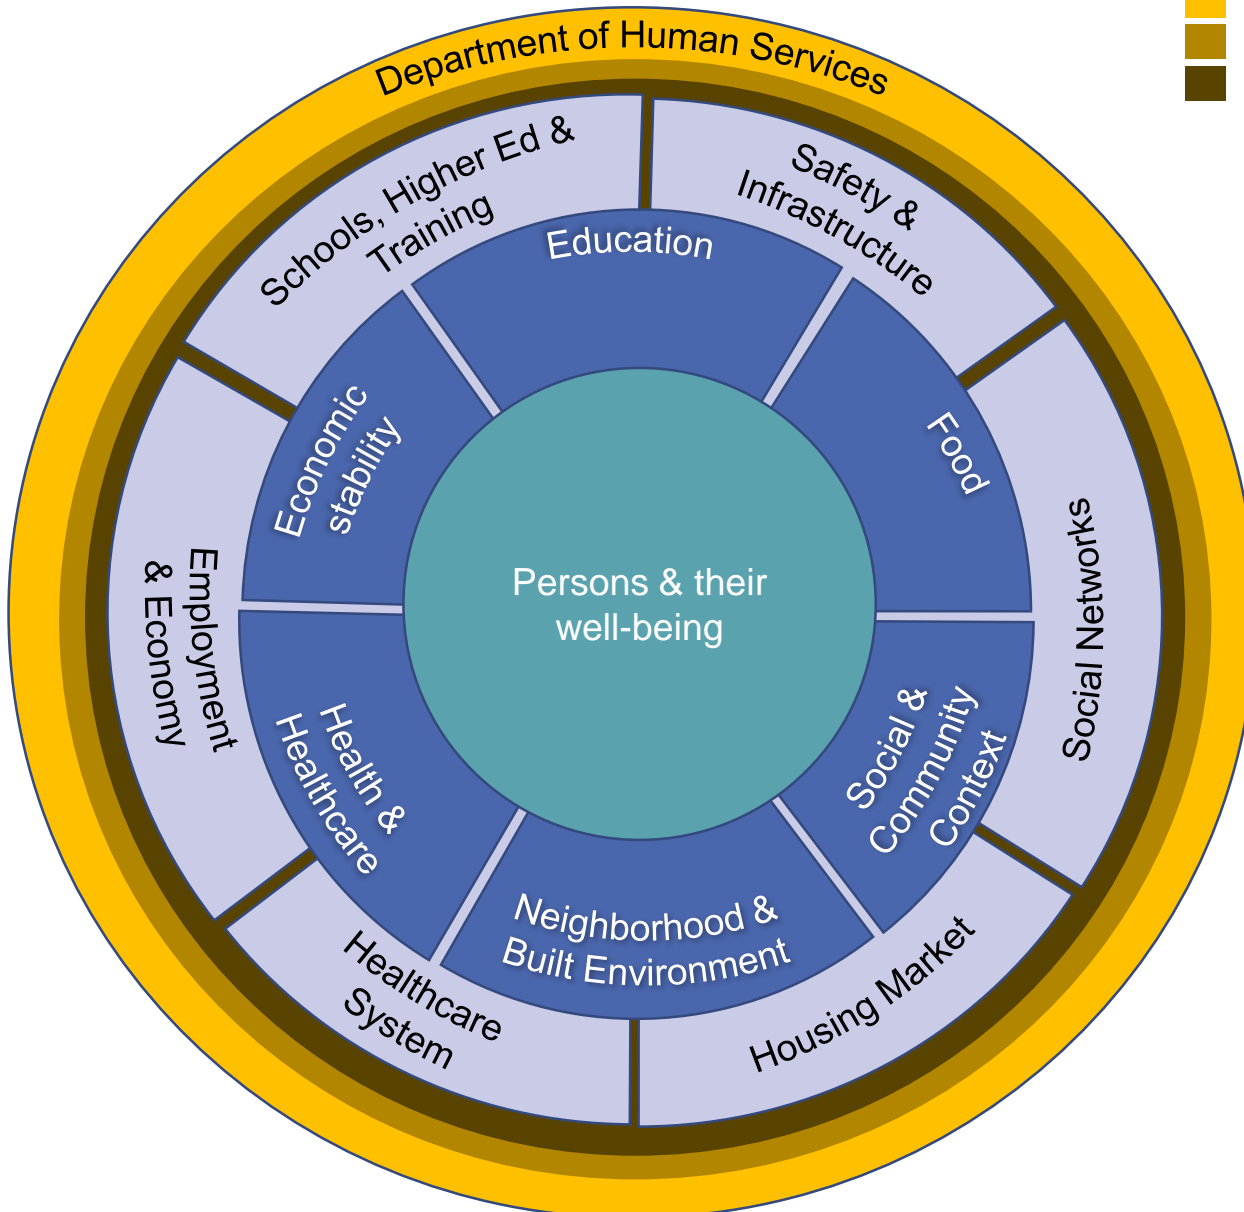 Department of Human Services
Schools, Higher Ed &
Training
Safety &
Infrastructure
Education
Economic
stability
Food
Employment
& Economy
Persons & their
well-being
Social Networks
Health &
Healthcare
Social &
Community
Context
Neighborhood &
Built Environment
Healthcare
System
Housing Market